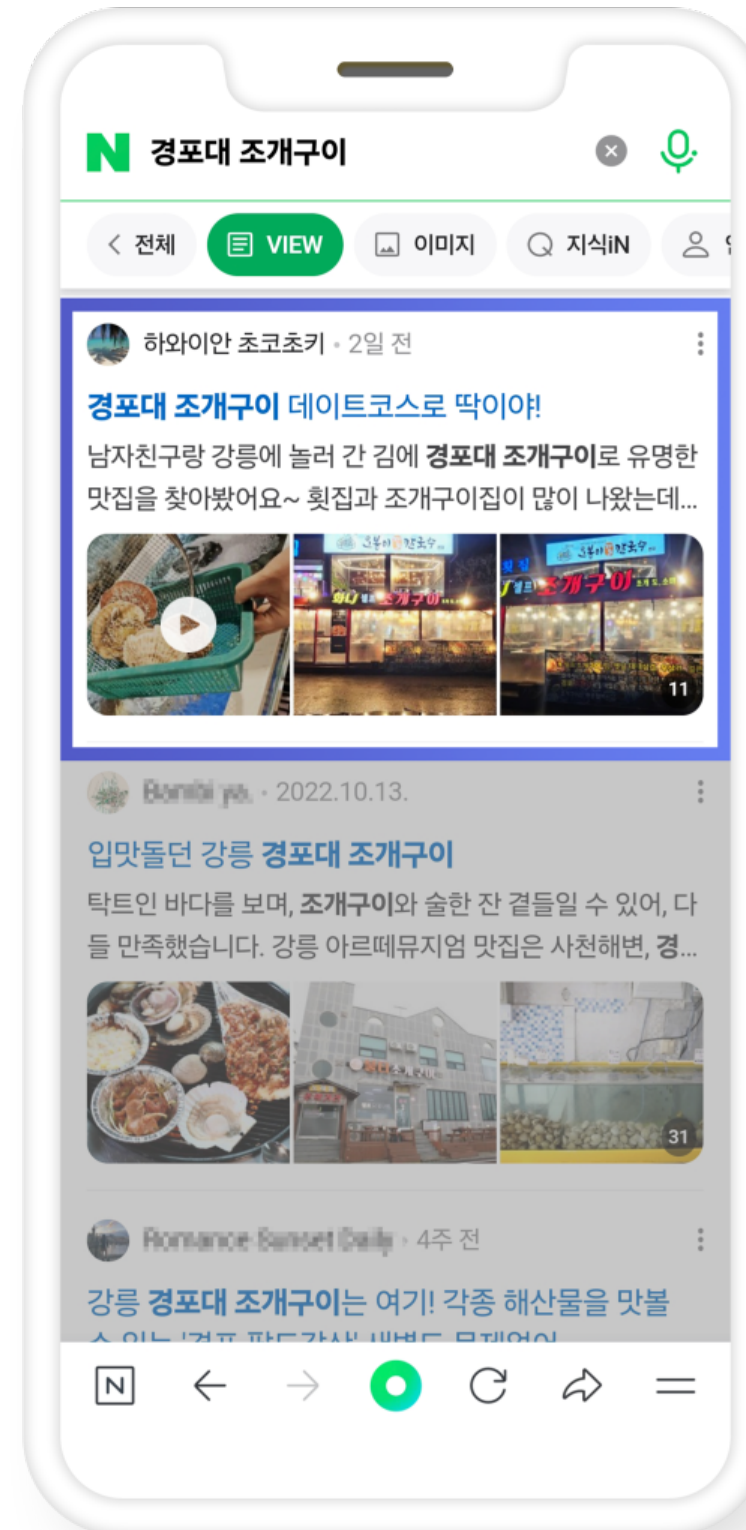 N 경포대 조개구이
전체 VIEW 이미지 지식iN
하와이안 초코초키 • 2일 전
경포대 조개구이 데이트코스로 딱이야!
남자친구랑 강릉에 놀러 간 김에 경포대 조개구이로 유명한
맛집을 찾아봤어요~ 횟집과 조개구이집이 많이 나왔는데...
조개구이
조개구이
11
2022.10.13.
입맛돌던 강릉 경포대 조개구이
탁트인 바다를 보며, 조개구이와 술한 잔 곁들일 수 있어, 다
들 만족했습니다. 강릉 아르떼뮤지엄 맛집은 사천해변, 경...
조개구이
31
4주 전
강릉 경포대 조개구이는 여기! 각종 해산물을 맛볼
N